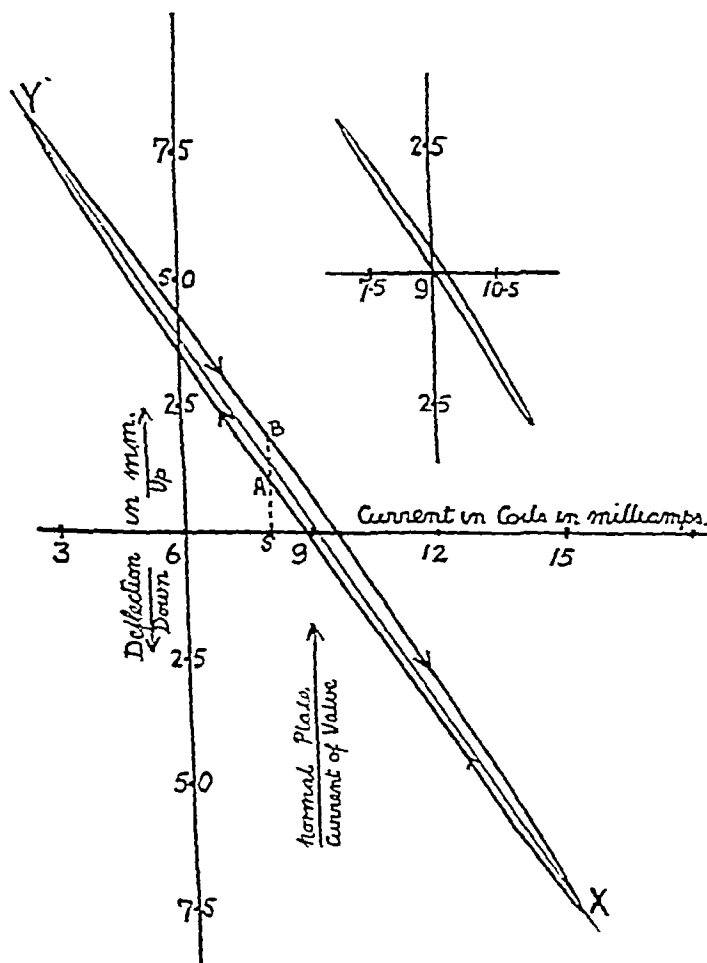 Y
7.5
2.5
5.0
7.5
9
10.5
2.5
2.5
B
A
Deflection in m.m.
Up
Down
Current in Coils in milliamps.
3
6
S
9
12
15
2.5
Normal Plate
Current of Valve
5.0
7.5
X